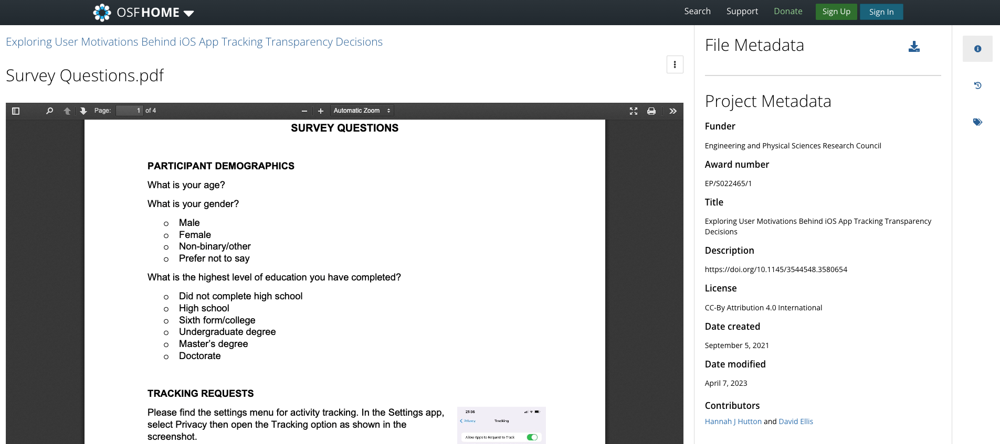 OSFHOME
Search Support Donate Sign Up Sign In
Exploring User Motivations Behind iOS App Tracking Transparency Decisions
Survey Questions.pdf
Page: 1 of 4
Automatic Zoom
SURVEY QUESTIONS
PARTICIPANT DEMOGRAPHICS
What is your age?
What is your gender?
o Male
o Female
o Non-binary/other
o Prefer not to say
What is the highest level of education you have completed?
o Did not complete high school
o High school
o Sixth form/college
o Undergraduate degree
o Master's degree
o Doctorate
TRACKING REQUESTS
Please find the settings menu for activity tracking. In the Settings app,
select Privacy then open the Tracking option as shown in the
screenshot.
21:56
Privacy Tracking
Allow Apps to Request to Track
File Metadata
Project Metadata
Funder
Engineering and Physical Sciences Research Council
Award number
EP/S022465/1
Title
Exploring User Motivations Behind iOS App Tracking Transparency
Decisions
Description
https://doi.org/10.1145/3544548.3580654
License
CC-By Attribution 4.0 International
Date created
September 5, 2021
Date modified
April 7, 2023
Contributors
Hannah J Hutton and David Ellis